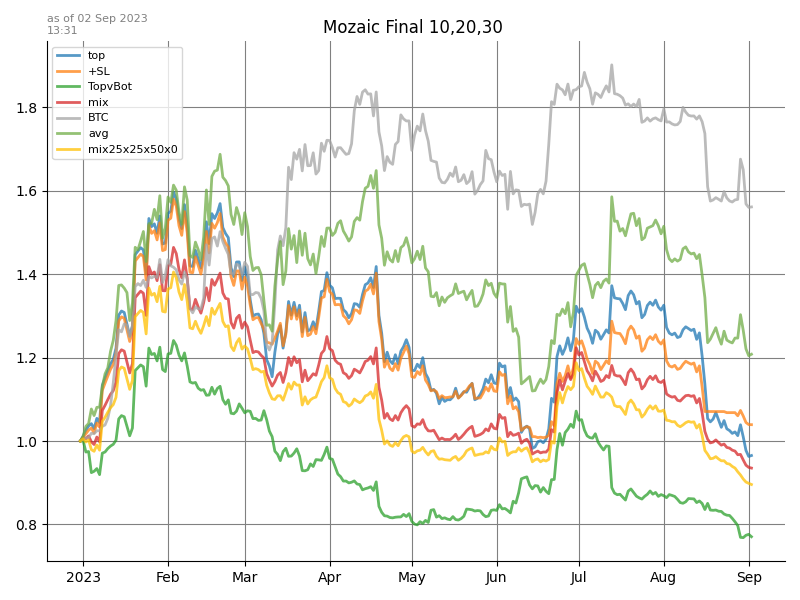 as of 02 Sep 2023
13:31
Mozaic Final 10,20,30
top
+SL
TopvBot
mix
BTC
avg
mix25x25x50x0
1.8
1.6
1.4
1.2
1.0
0.8
2023 Feb Mar Apr May Jun Jul Aug Sep